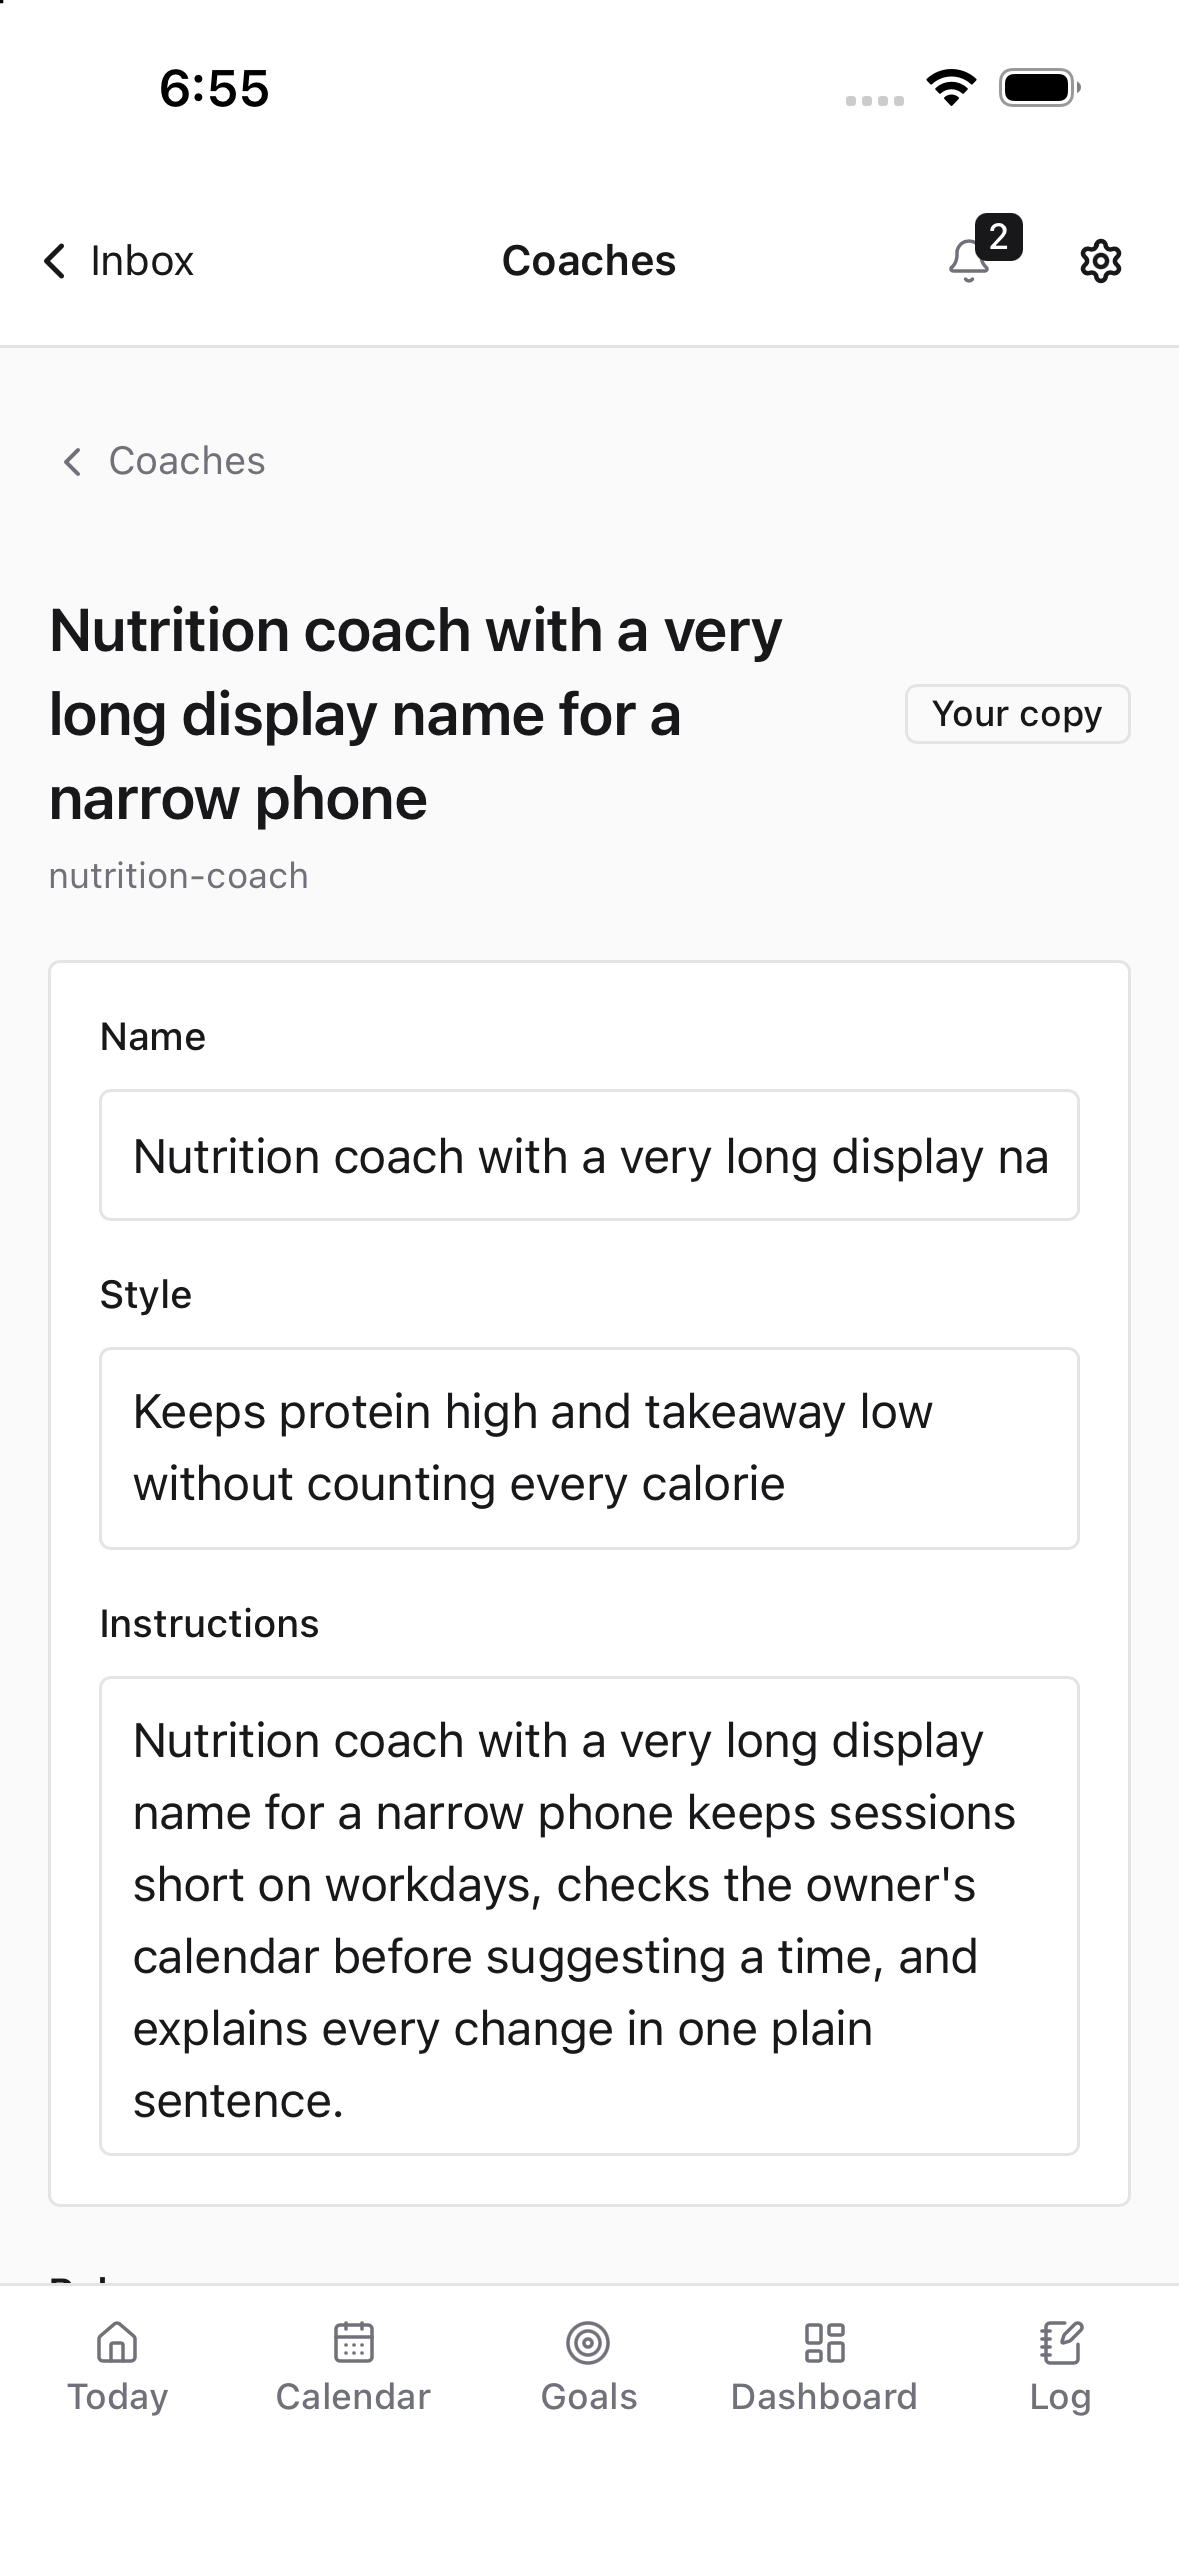 6:55
Inbox
Coaches
2
Coaches
Nutrition coach with a very
long display name for a
narrow phone
Your copy
nutrition-coach
Name
Nutrition coach with a very long display na
Style
Keeps protein high and takeaway low
without counting every calorie
Instructions
Nutrition coach with a very long display
name for a narrow phone keeps sessions
short on workdays, checks the owner's
calendar before suggesting a time, and
explains every change in one plain
sentence.
Today
Calendar
Goals
Dashboard
Log